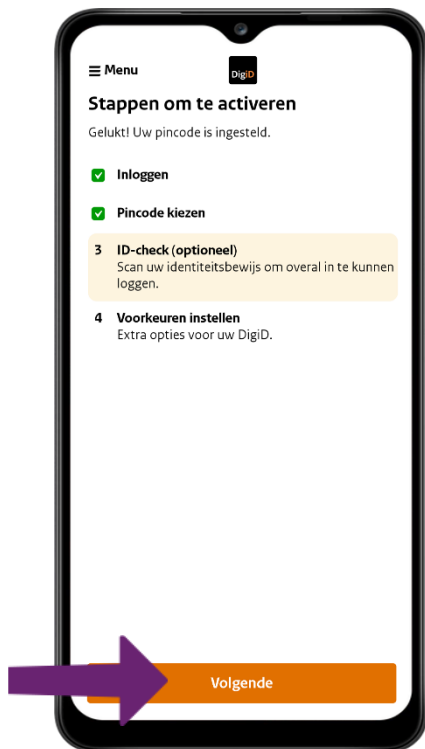 Menu
DigiD
Stappen om te activeren
Gelukt! Uw pincode is ingesteld.
Inloggen
Pincode kiezen
3 ID-check (optioneel)
Scan uw identiteitsbewijs om overal in te kunnen
loggen.
4 Voorkeuren instellen
Extra opties voor uw DigiD.
Volgende